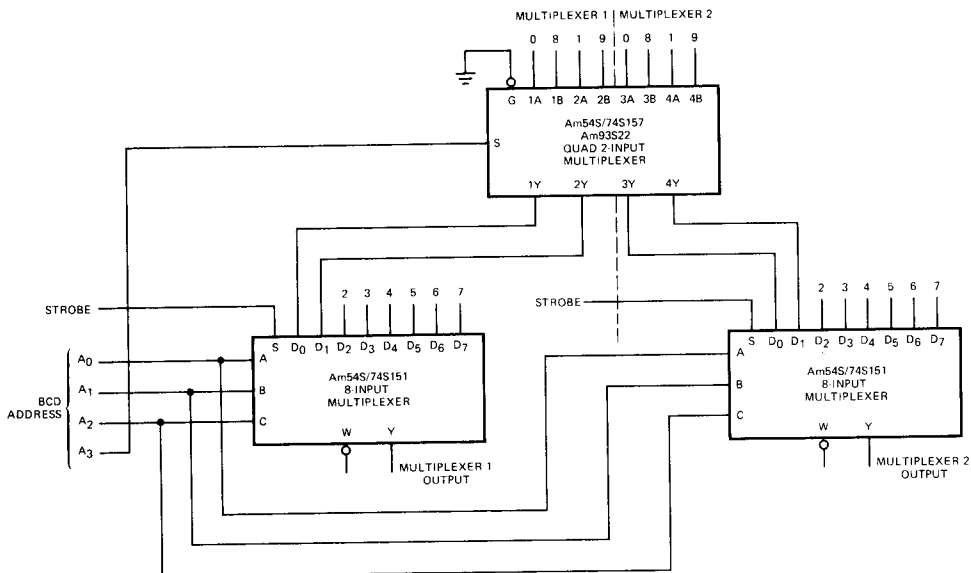 MULTIPLEXER 1 MULTIPLEXER 2
0 8 1 9 0 8 1 9
G 1A 1B 2A 2B 3A 3B 4A 4B
S
Am54S/74S157
Am93S22
QUAD 2-INPUT
MULTIPLEXER
1Y 2Y 3Y 4Y
STROBE
2 3 4 5 6 7
S D0 D1 D2 D3 D4 D5 D6 D7
BCD
ADDRESS
A0
A1
A2
A3
A
B
C
Am54S/74S151
8-INPUT
MULTIPLEXER
W Y
MULTIPLEXER 1
OUTPUT
STROBE
2 3 4 5 6 7
S D0 D1 D2 D3 D4 D5 D6 D7
A
B
C
Am54S/74S151
8-INPUT
MULTIPLEXER
W Y
MULTIPLEXER 2
OUTPUT